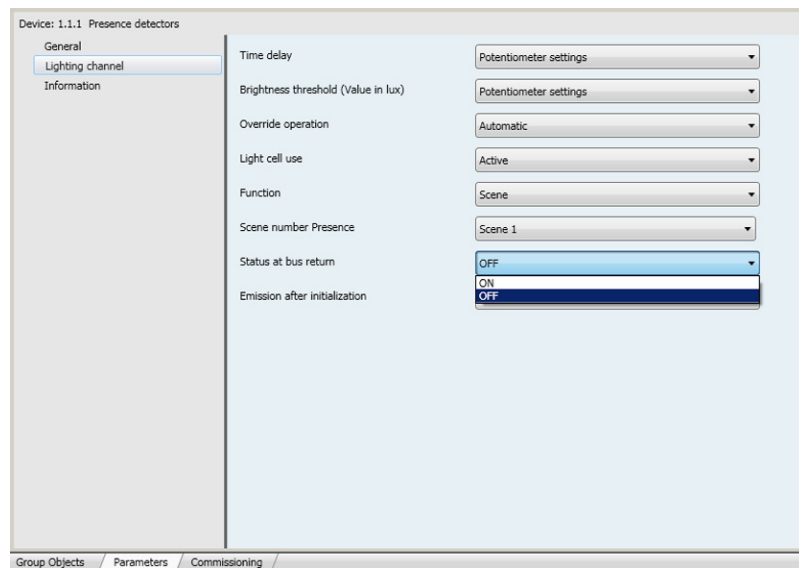 Device: 1.1.1 Presence detectors
General
Lighting channel
Information
Time delay
Potentiometer settings
Brightness threshold (Value in lux)
Potentiometer settings
Override operation
Automatic
Light cell use
Active
Function
Scene
Scene number Presence
Scene 1
Status at bus return
OFF
ON
OFF
Emission after initialization
Group Objects
Parameters
Commissioning